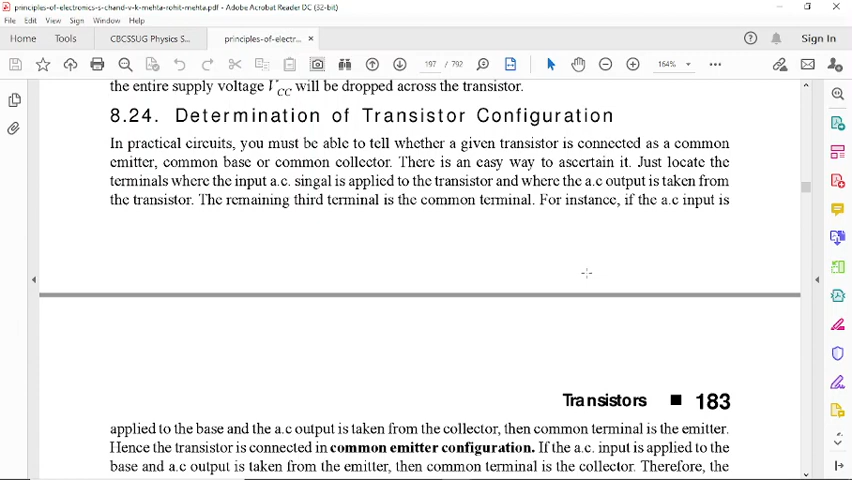 principles-of-electronics-s-chand-v-k-mehta-rohit-mehta.pdf - Adobe Acrobat Reader DC (32-bit)
File Edit View Sign Window Help
Home Tools CBCSSUG Physics S... principles-of-electr... × Sign In
197 / 792 164%
the entire supply voltage VCC will be dropped across the transistor.
8.24. Determination of Transistor Configuration
In practical circuits, you must be able to tell whether a given transistor is connected as a common
emitter, common base or common collector. There is an easy way to ascertain it. Just locate the
terminals where the input a.c. singal is applied to the transistor and where the a.c output is taken from
the transistor. The remaining third terminal is the common terminal. For instance, if the a.c input is
Transistors ■ 183
applied to the base and the a.c output is taken from the collector, then common terminal is the emitter.
Hence the transistor is connected in common emitter configuration. If the a.c. input is applied to the
base and a.c output is taken from the emitter, then common terminal is the collector. Therefore, the